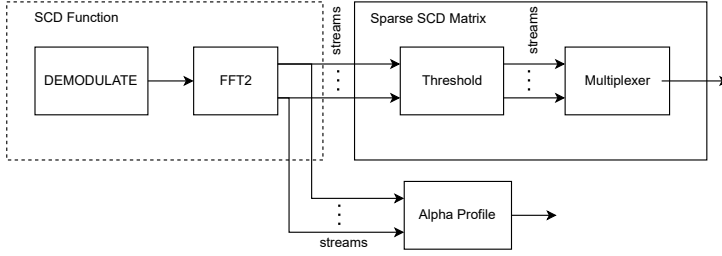 SCD Function
streams
Sparse SCD Matrix
streams
DEMODULATE
FFT2
Threshold
Multiplexer
Alpha Profile
streams